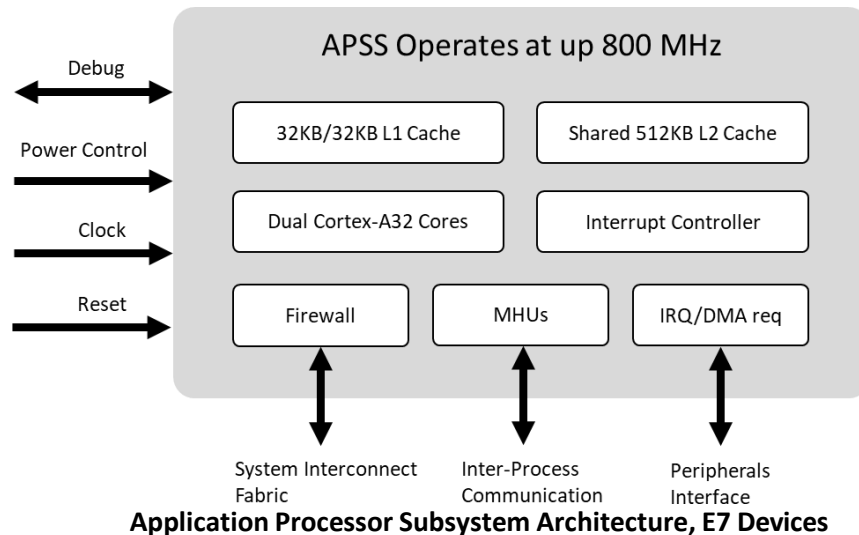 APSS Operates at up 800 MHz
Debug
32KB/32KB L1 Cache
Shared 512KB L2 Cache
Power Control
Dual Cortex-A32 Cores
Interrupt Controller
Clock
Reset
Firewall
MHUs
IRQ/DMA req
System Interconnect
Fabric
Inter-Process
Communication
Peripherals
Interface
Application Processor Subsystem Architecture, E7 Devices